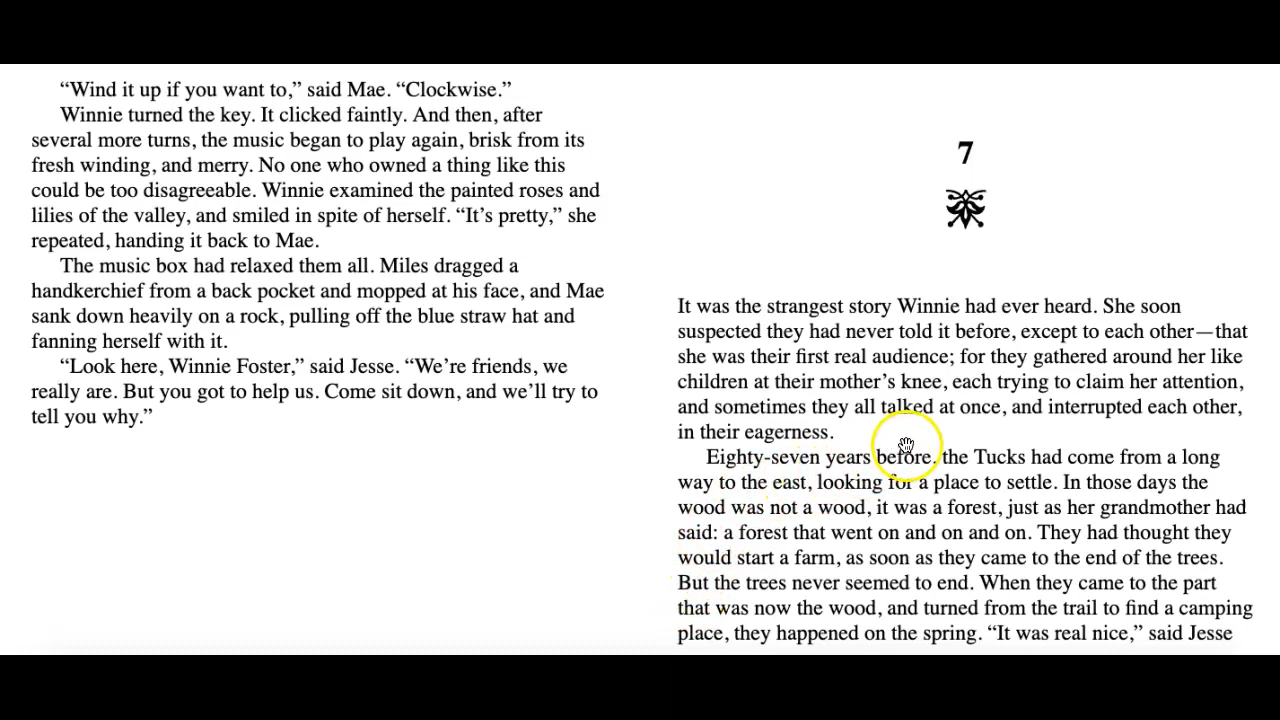 “Wind it up if you want to,” said Mae. “Clockwise.”
Winnie turned the key. It clicked faintly. And then, after
several more turns, the music began to play again, brisk from its
fresh winding, and merry. No one who owned a thing like this
could be too disagreeable. Winnie examined the painted roses and
lilies of the valley, and smiled in spite of herself. “It’s pretty,” she
repeated, handing it back to Mae.
The music box had relaxed them all. Miles dragged a
handkerchief from a back pocket and mopped at his face, and Mae
sank down heavily on a rock, pulling off the blue straw hat and
fanning herself with it.
“Look here, Winnie Foster,” said Jesse. “We’re friends, we
really are. But you got to help us. Come sit down, and we’ll try to
tell you why.”
7
It was the strangest story Winnie had ever heard. She soon
suspected they had never told it before, except to each other—that
she was their first real audience; for they gathered around her like
children at their mother’s knee, each trying to claim her attention,
and sometimes they all talked at once, and interrupted each other,
in their eagerness.
Eighty-seven years before, the Tucks had come from a long
way to the east, looking for a place to settle. In those days the
wood was not a wood, it was a forest, just as her grandmother had
said: a forest that went on and on and on. They had thought they
would start a farm, as soon as they came to the end of the trees.
But the trees never seemed to end. When they came to the part
that was now the wood, and turned from the trail to find a camping
place, they happened on the spring. “It was real nice,” said Jesse